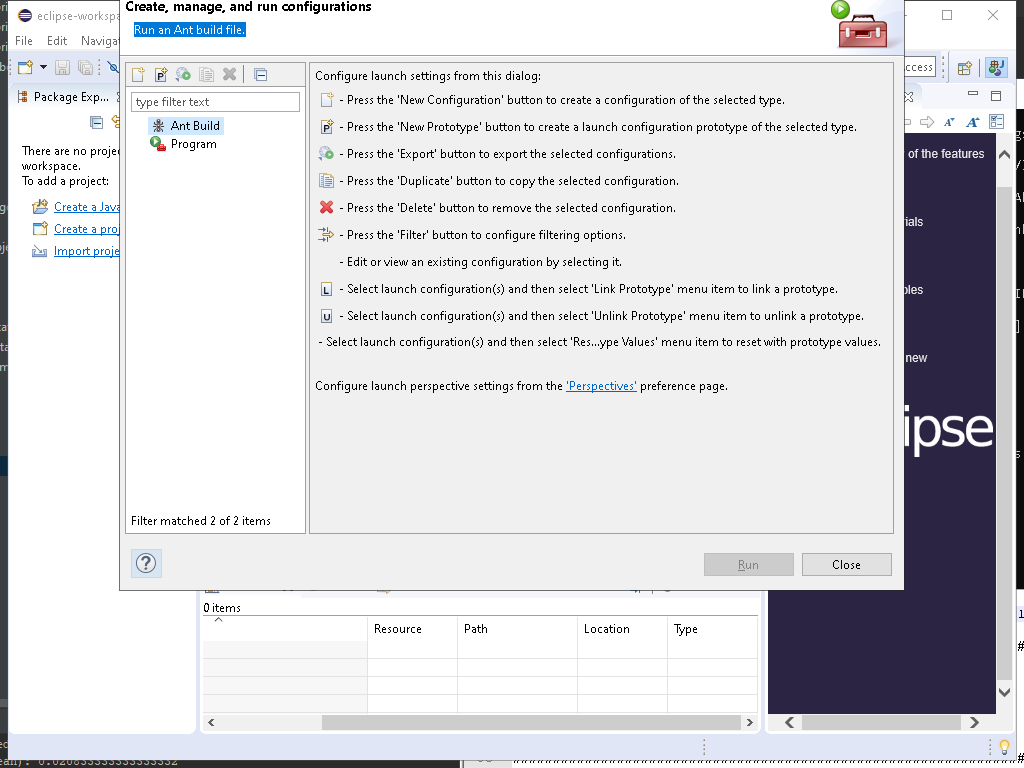 Create, manage, and run configurations
eclipse-workspa
Run an Ant build file.
File Edit Navigat
ccess
Package Exp...
type filter text
Ant Build
Program
Filter matched 2 of 2 items
Configure launch settings from this dialog:
- Press the 'New Configuration' button to create a configuration of the selected type.
- Press the 'New Prototype' button to create a launch configuration prototype of the selected type.
- Press the 'Export' button to export the selected configurations.
- Press the 'Duplicate' button to copy the selected configuration.
- Press the 'Delete' button to remove the selected configuration.
- Press the 'Filter' button to configure filtering options.
- Edit or view an existing configuration by selecting it.
L - Select launch configuration(s) and then select 'Link Prototype' menu item to link a prototype.
U - Select launch configuration(s) and then select 'Unlink Prototype' menu item to unlink a prototype.
- Select launch configuration(s) and then select 'Res...ype Values' menu item to reset with prototype values.
Configure launch perspective settings from the 'Perspectives' preference page.
There are no projec
workspace.
To add a project:
Create a Java
Create a proj
Import proje
of the features
ials
ples
new
ipse
Run
Close
0 items
Resource Path Location Type
ean): 0.020833333333333332